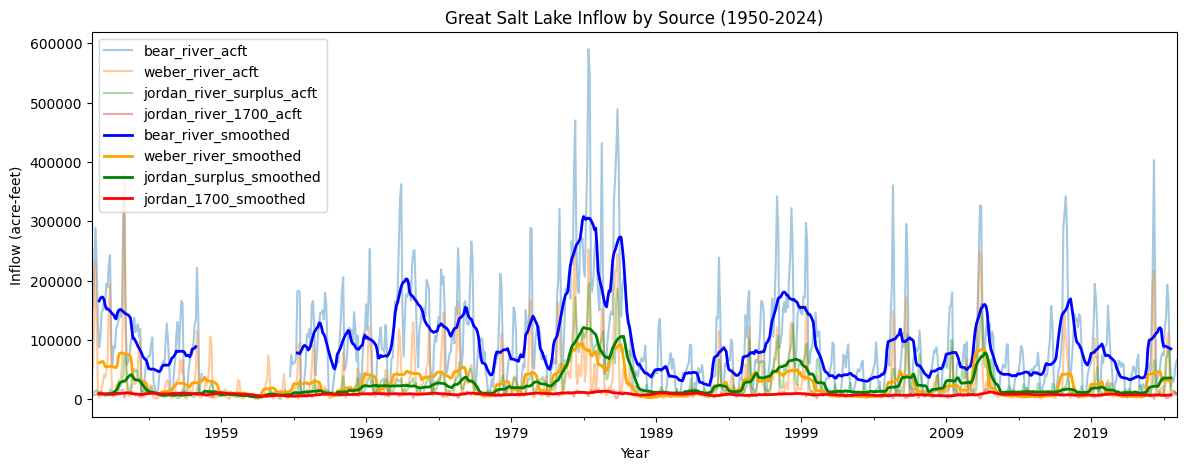 Great Salt Lake Inflow by Source (1950-2024)
600000
500000
400000
300000
200000
100000
0
Inflow (acre-feet)
bear_river_acft
weber_river_acft
jordan_river_surplus_acft
jordan_river_1700_acft
bear_river_smoothed
weber_river_smoothed
jordan_surplus_smoothed
jordan_1700_smoothed
1959 1969 1979 1989 1999 2009 2019
Year